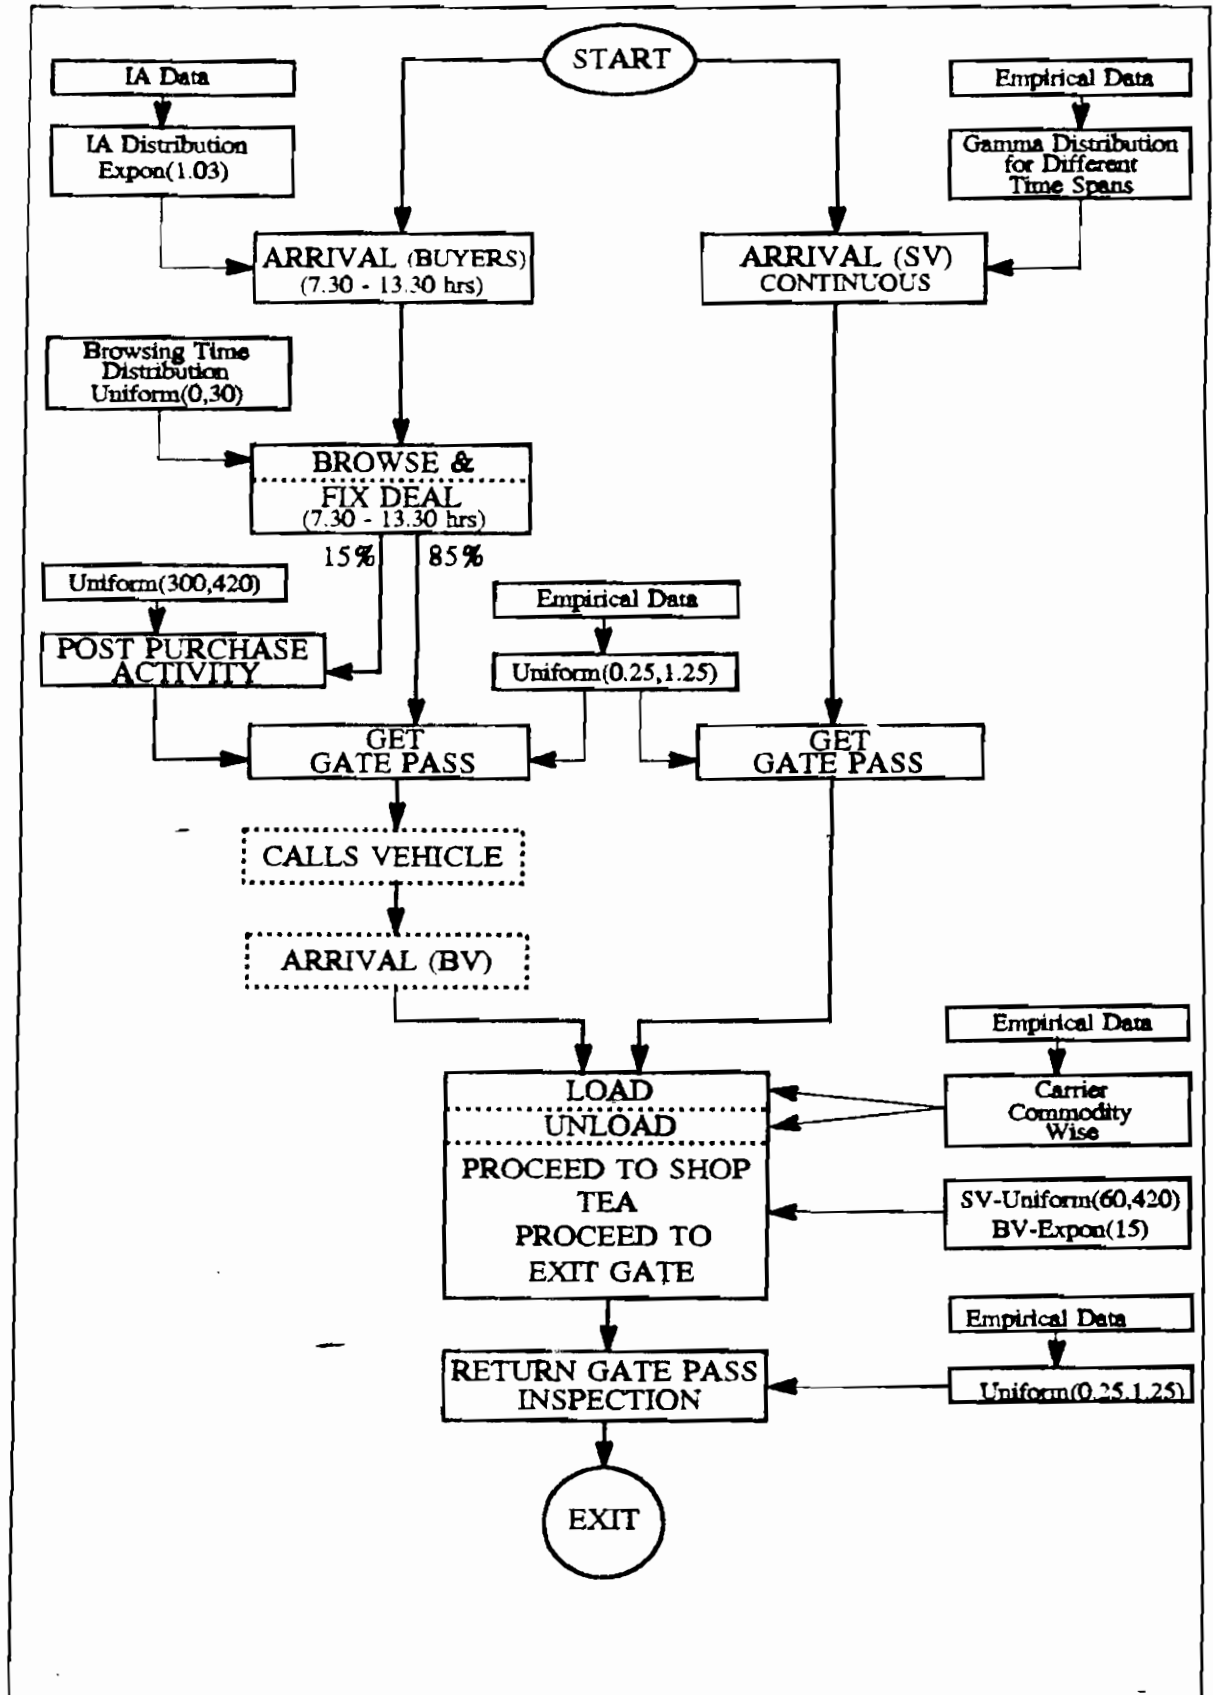 START
IA Data
Empirical Data
IA Distribution
Expon(1.03)
Gamma Distribution
for Different
Time Spans
ARRIVAL (BUYERS)
(7.30 - 13.30 hrs)
ARRIVAL (SV)
CONTINUOUS
Browsing Time
Distribution
Uniform(0,30)
BROWSE &
FIX DEAL
(7.30 - 13.30 hrs)
15%
85%
Uniform(300,420)
Empirical Data
POST PURCHASE
ACTIVITY
Uniform(0.25,1.25)
GET
GATE PASS
GET
GATE PASS
CALLS VEHICLE
ARRIVAL (BV)
Empirical Data
LOAD
UNLOAD
Carrier
Commodity
Wise
PROCEED TO SHOP
TEA
PROCEED TO
EXIT GATE
SV-Uniform(60,420)
BV-Expon(15)
Empirical Data
RETURN GATE PASS
INSPECTION
Uniform(0.25.1.25)
EXIT